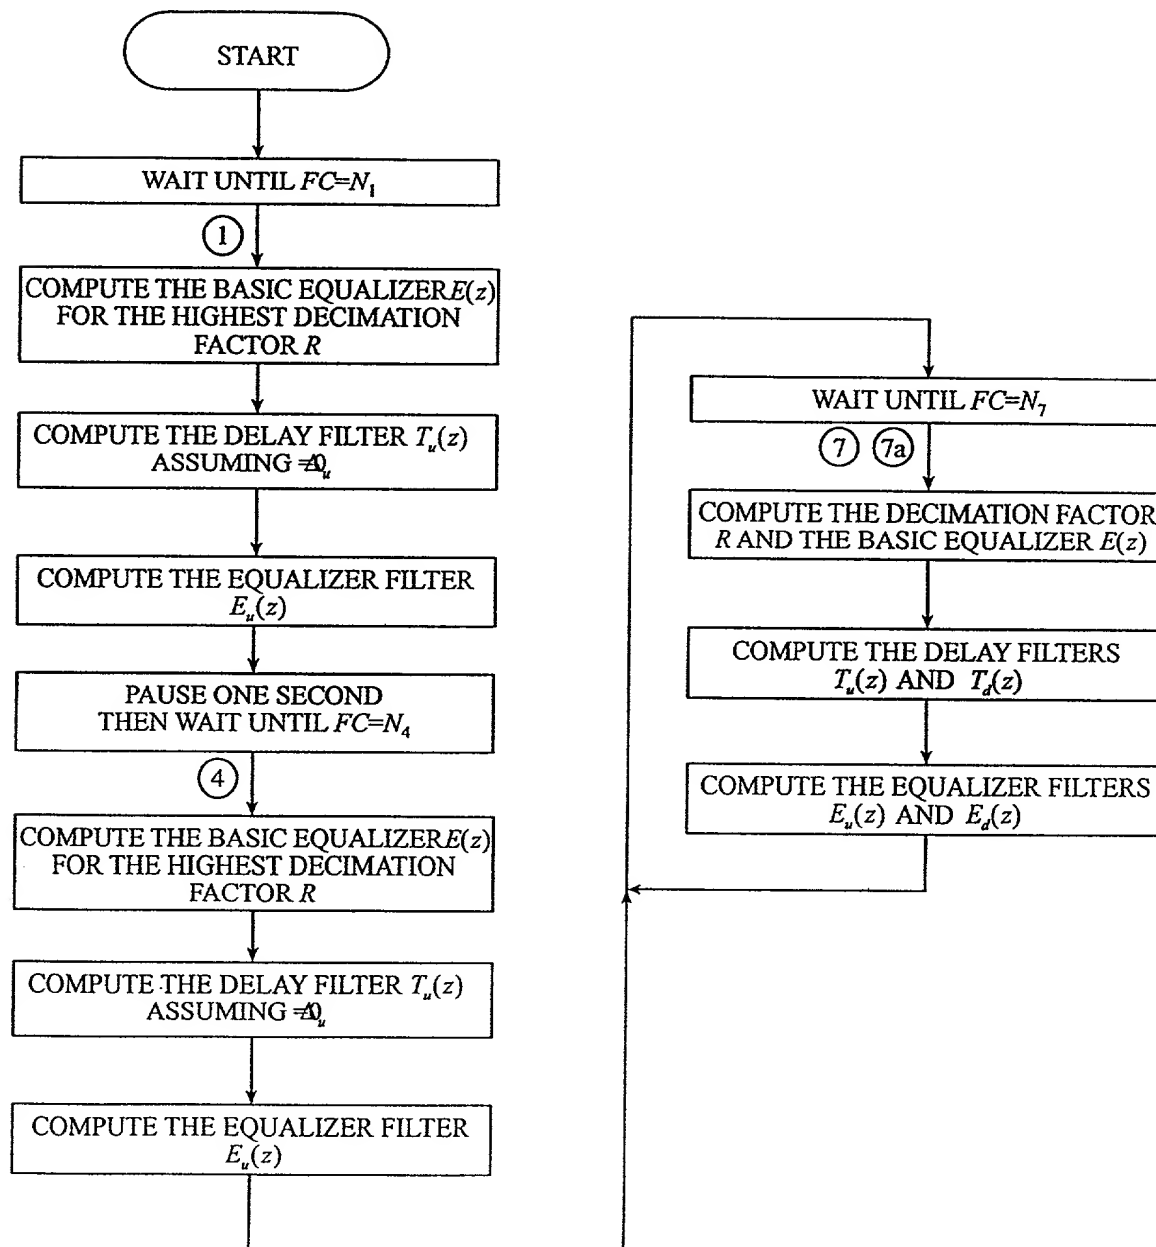 START
WAIT UNTIL FC=N₁
1
COMPUTE THE BASIC EQUALIZER E(z)
FOR THE HIGHEST DECIMATION
FACTOR R
COMPUTE THE DELAY FILTER Tᵤ(z)
ASSUMING
COMPUTE THE EQUALIZER FILTER
Eᵤ(z)
PAUSE ONE SECOND
THEN WAIT UNTIL FC=N₄
4
COMPUTE THE BASIC EQUALIZER E(z)
FOR THE HIGHEST DECIMATION
FACTOR R
COMPUTE THE DELAY FILTER Tᵤ(z)
ASSUMING
COMPUTE THE EQUALIZER FILTER
Eᵤ(z)
WAIT UNTIL FC=N₇
7 7a
COMPUTE THE DECIMATION FACTOR
R AND THE BASIC EQUALIZER E(z)
COMPUTE THE DELAY FILTERS
Tᵤ(z) AND T_d(z)
COMPUTE THE EQUALIZER FILTERS
Eᵤ(z) AND E_d(z)